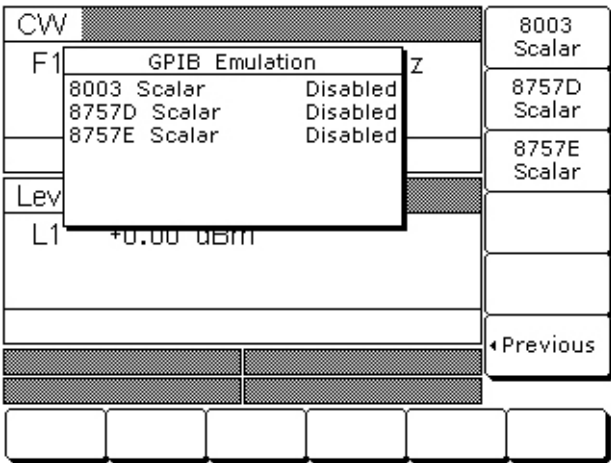 CW
F1
Z
GPIB Emulation
8003 Scalar Disabled
8757D Scalar Disabled
8757E Scalar Disabled
Lev
L1 +0.00 dBm
8003
Scalar
8757D
Scalar
8757E
Scalar
Previous